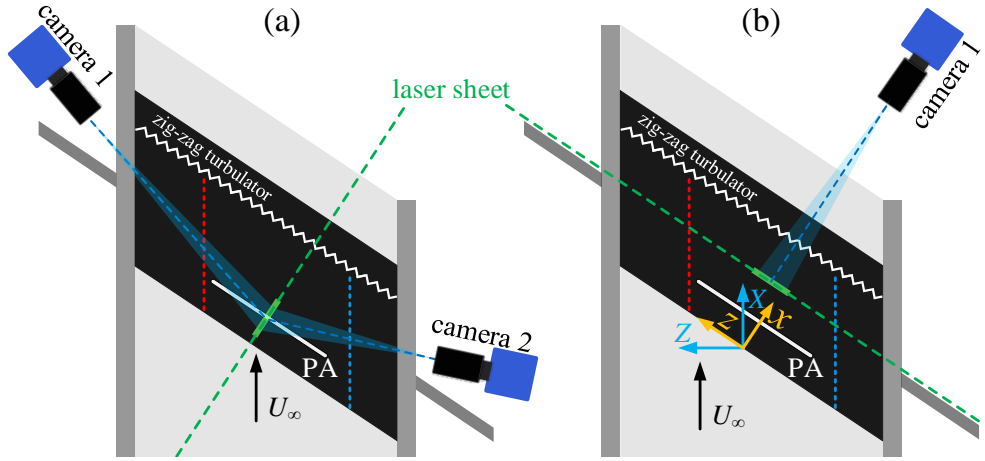 (a)
(b)
camera 1
camera 1
laser sheet
zig-zag turbulator
zig-zag turbulator
camera 2
PA
U∞
X
x
z
Z
PA
U∞